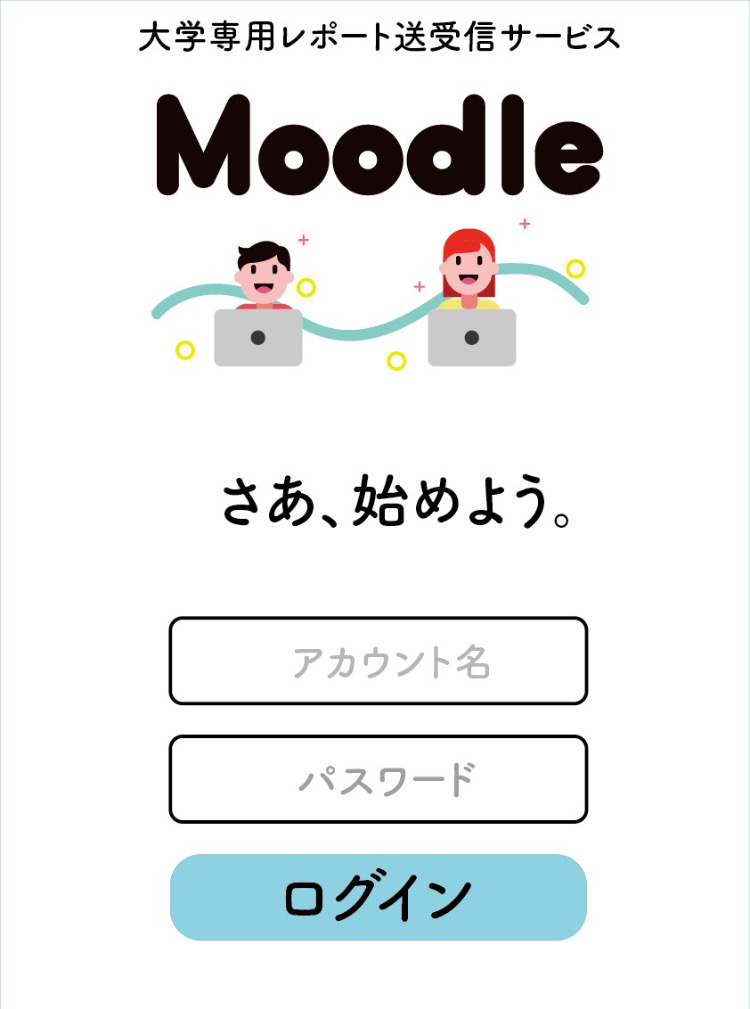 大学専用レポート送受信サービス
Moodle
さあ、始めよう。
アカウント名
パスワード
ログイン